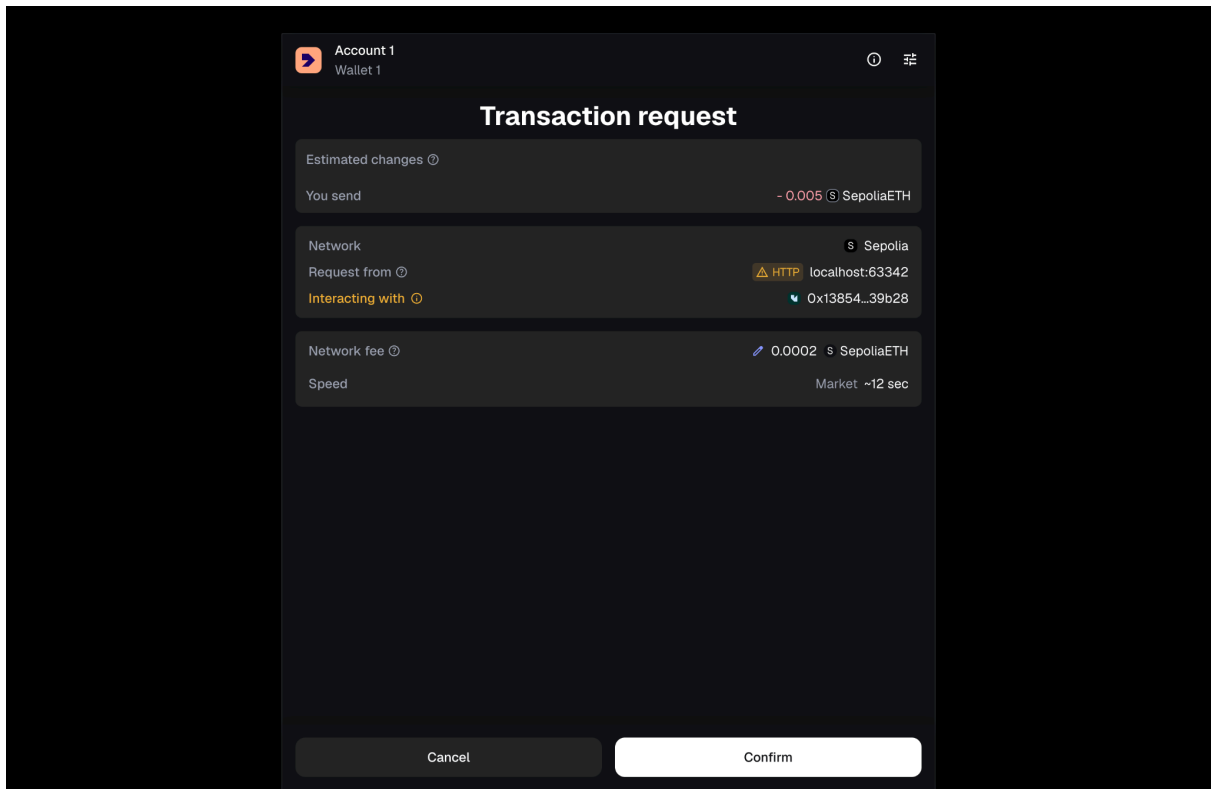 Account 1
Wallet 1
Transaction request
Estimated changes
You send - 0.005 S SepoliaETH
Network S Sepolia
Request from HTTP localhost:63342
Interacting with 0x13854...39b28
Network fee 0.0002 S SepoliaETH
Speed Market ~12 sec
Cancel Confirm